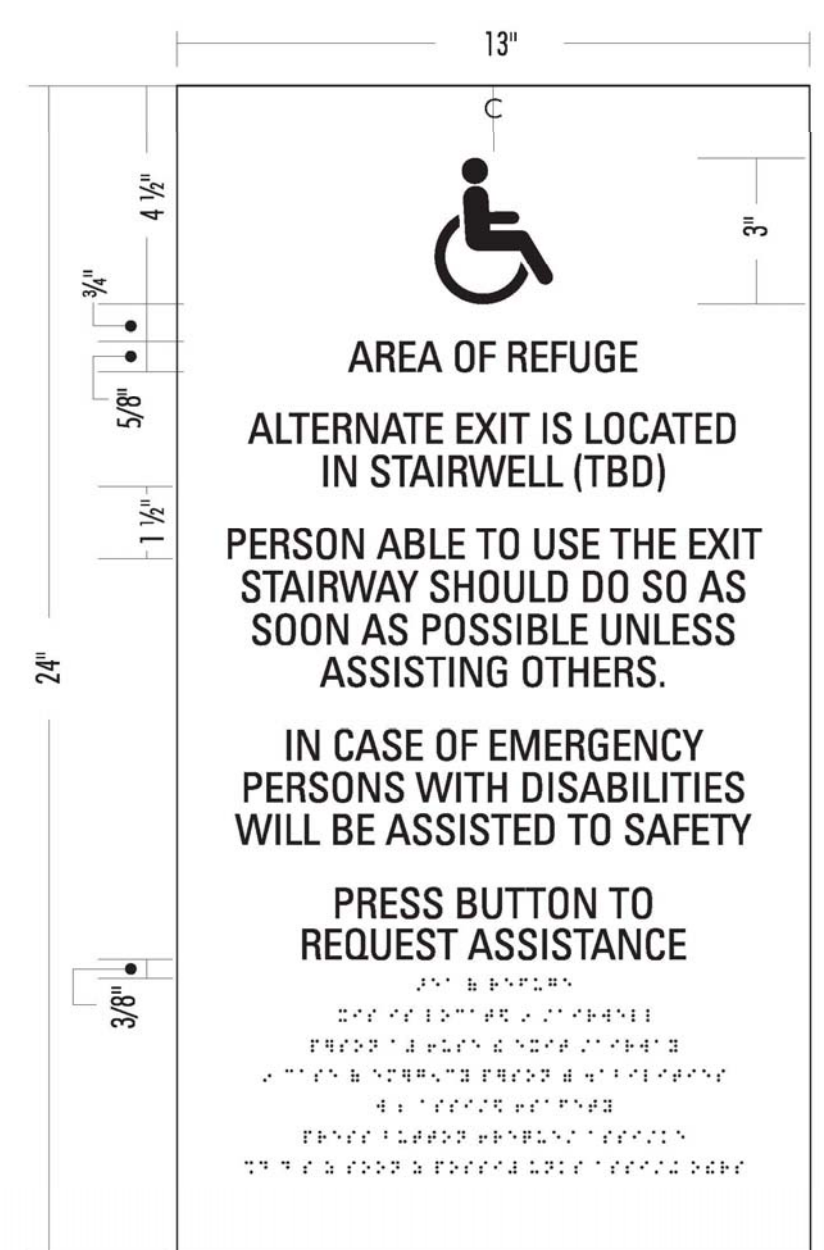 13"
C
4 ½"
3"
¾"
5/8"
AREA OF REFUGE
ALTERNATE EXIT IS LOCATED
IN STAIRWELL (TBD)
1 ½"
PERSON ABLE TO USE THE EXIT
STAIRWAY SHOULD DO SO AS
SOON AS POSSIBLE UNLESS
ASSISTING OTHERS.
24"
IN CASE OF EMERGENCY
PERSONS WITH DISABILITIES
WILL BE ASSISTED TO SAFETY
PRESS BUTTON TO
REQUEST ASSISTANCE
3/8"